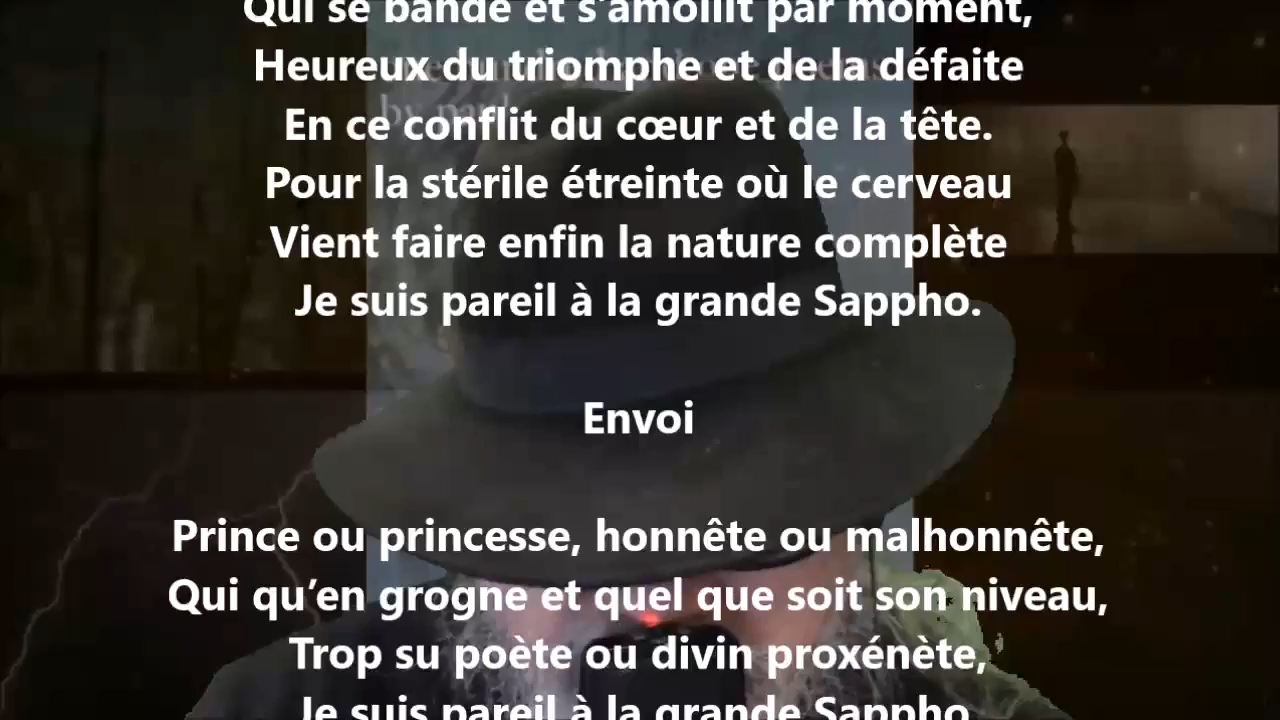 Qui se bande et s’amollit par moment,
Heureux du triomphe et de la défaite
by paul
En ce conflit du cœur et de la tête.
Pour la stérile étreinte où le cerveau
Vient faire enfin la nature complète
Je suis pareil à la grande Sappho.
Envoi
Prince ou princesse, honnête ou malhonnête,
Qui qu’en grogne et quel que soit son niveau,
Trop su poète ou divin proxénète,
Je suis pareil à la grande Sappho.